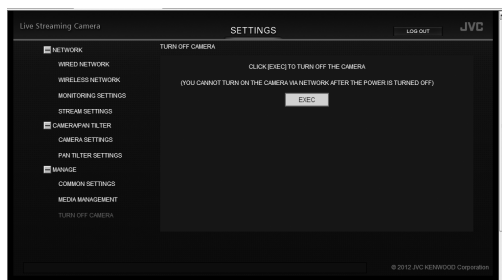 Live Streaming Camera
SETTINGS
LOG OUT
JVC
NETWORK
WIRED NETWORK
WIRELESS NETWORK
MONITORING SETTINGS
STREAM SETTINGS
CAMERA/PAN TILTER
CAMERA SETTINGS
PAN TILTER SETTINGS
MANAGE
COMMON SETTINGS
MEDIA MANAGEMENT
TURN OFF CAMERA
TURN OFF CAMERA
CLICK [EXEC] TO TURN OFF THE CAMERA
(YOU CANNOT TURN ON THE CAMERA VIA NETWORK AFTER THE POWER IS TURNED OFF)
EXEC
© 2012 JVC KENWOOD Corporation